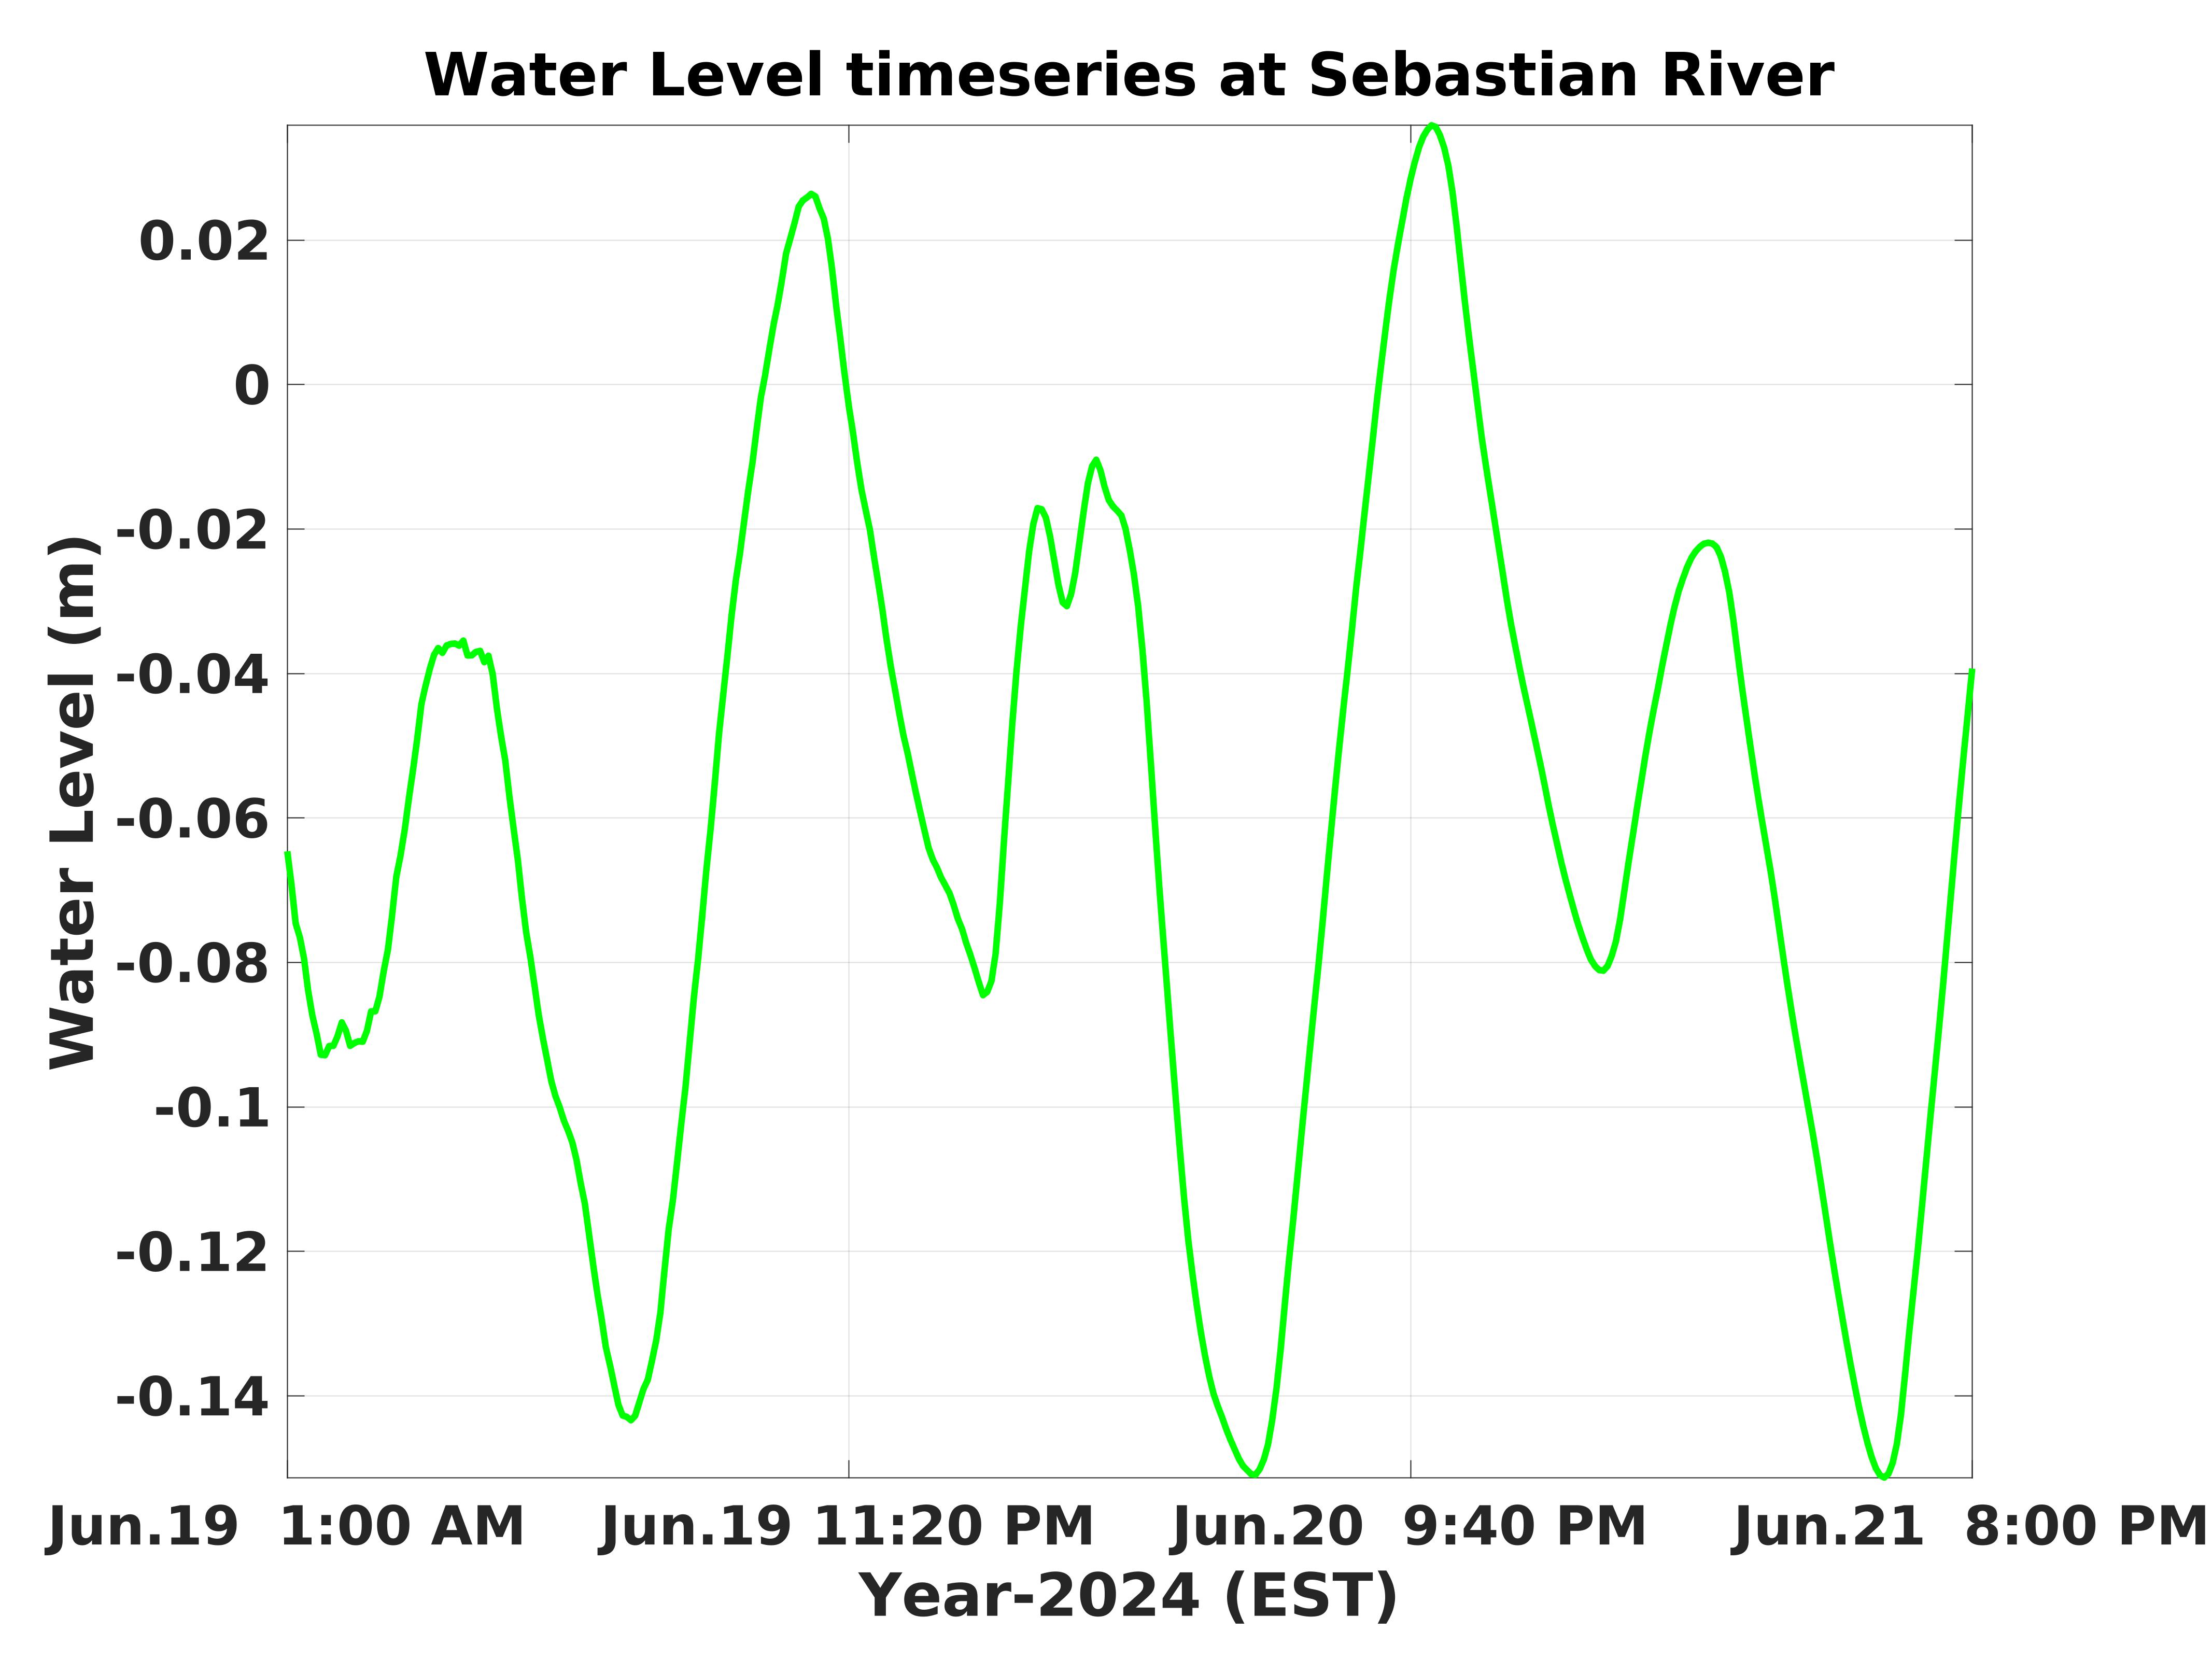 Water Level timeseries at Sebastian River
Water Level (m)
0.02
0
-0.02
-0.04
-0.06
-0.08
-0.1
-0.12
-0.14
Jun.19 1:00 AM
Jun.19 11:20 PM
Jun.20 9:40 PM
Jun.21 8:00 PM
Year-2024 (EST)